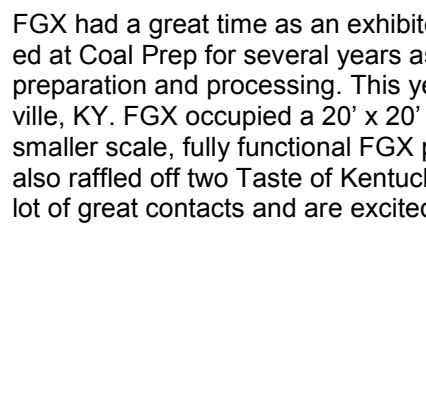 FGX had a great time as an exhibit
ed at Coal Prep for several years as
preparation and processing. This ye
ville, KY. FGX occupied a 20' x 20'
smaller scale, fully functional FGX
also raffled off two Taste of Kentuc
lot of great contacts and are excited